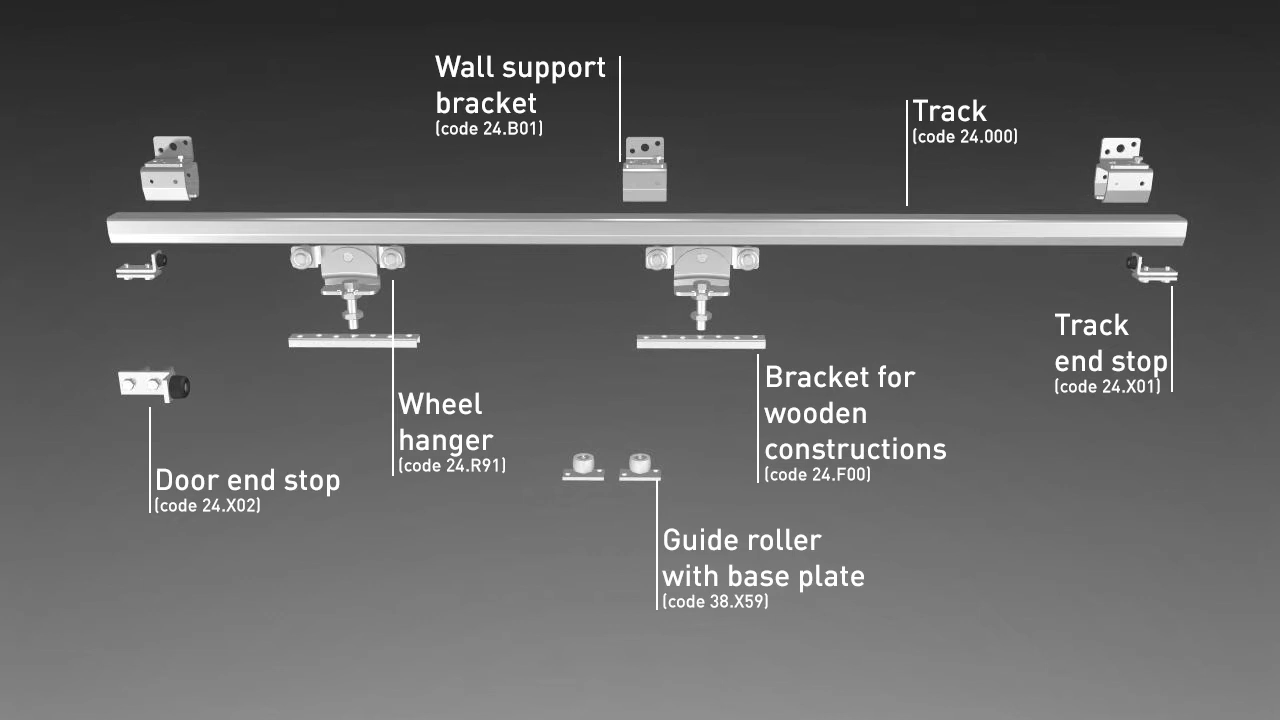 Wall support
bracket
(code 24.B01)
Track
(code 24.000)
Track
end stop
(code 24.X01)
Bracket for
wooden
constructions
(code 24.F00)
Wheel
hanger
(code 24.R91)
Door end stop
(code 24.X02)
Guide roller
with base plate
(code 38.X59)